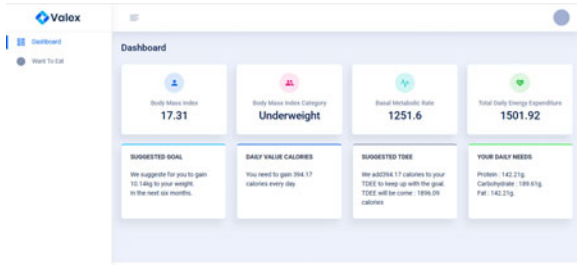 Valex
Dashboard
Want To Eat
Dashboard
Body Mass Index
17.31
Body Mass Index Category
Underweight
Basal Metabolic Rate
1251.6
Total Daily Energy Expenditure
1501.92
SUGGESTED GOAL
We suggeste for you to gain
10.14kg to your weight.
in the next six months.
DAILY VALUE CALORIES
You need to gain 394.17
calories every day.
SUGGESTED TDEE
We add394.17 calories to your
TDEE to keep up with the goal.
TDEE will be come : 1896.09
calories
YOUR DAILY NEEDS
Protein : 142.21g.
Carbohydrate : 189.61g.
Fat : 142.21g.